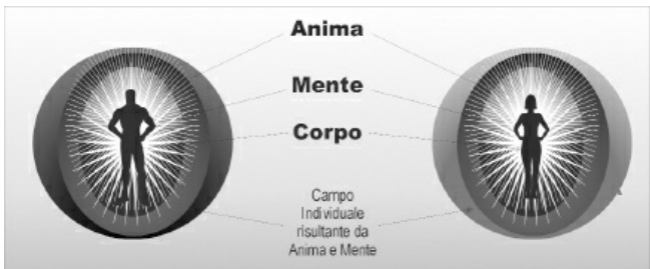 Anima
Mente
Corpo
Campo
Individuale
risultante da
Anima e Mente